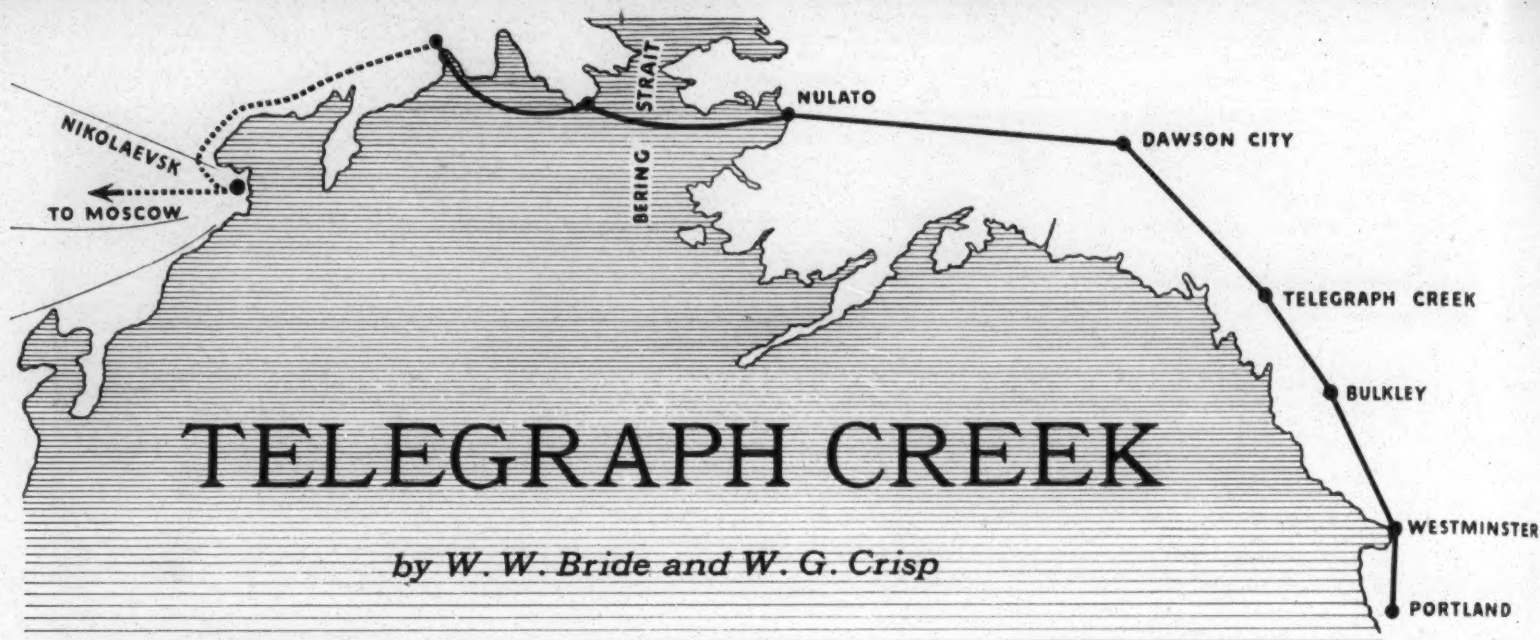 NIKOLAEVSK
TO MOSCOW
BERING STRAIT
NULATO
DAWSON CITY
TELEGRAPH CREEK
BULKLEY
WESTMINSTER
PORTLAND
TELEGRAPH CREEK
by W. W. Bride and W. G. Crisp